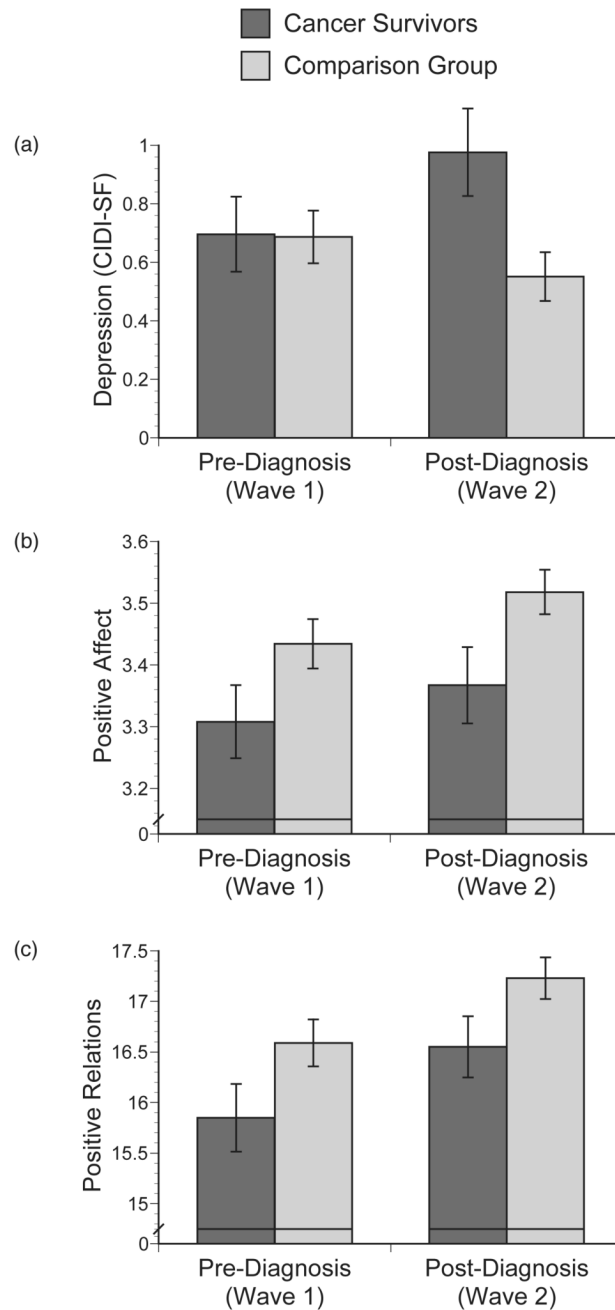 Cancer Survivors
Comparison Group
(a)
Depression (CIDI-SF)
1
0.8
0.6
0.4
0.2
0
Pre-Diagnosis
(Wave 1)
Post-Diagnosis
(Wave 2)
(b)
Positive Affect
3.6
3.5
3.4
3.3
3.2
0
Pre-Diagnosis
(Wave 1)
Post-Diagnosis
(Wave 2)
(c)
Positive Relations
17.5
17
16.5
16
15.5
15
0
Pre-Diagnosis
(Wave 1)
Post-Diagnosis
(Wave 2)